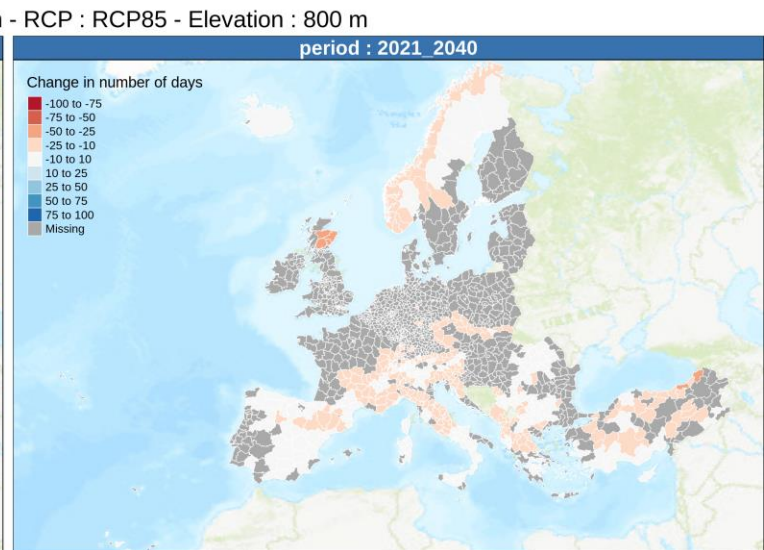 - RCP : RCP85 - Elevation : 800 m
period : 2021_2040
Change in number of days
-100 to -75
-75 to -50
-50 to -25
-25 to -10
-10 to 10
10 to 25
25 to 50
50 to 75
75 to 100
Missing
UKRAINE